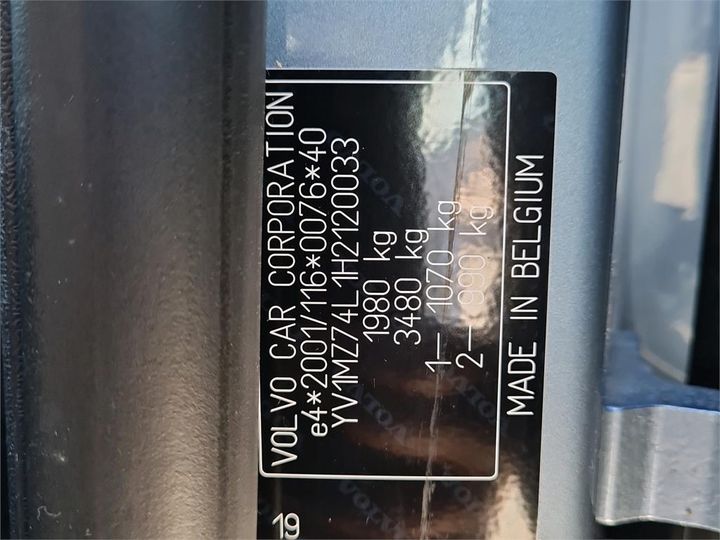 VOLVO CAR CORPORATION
e4*2001/116*0076*40
YV1MZ74L1H2120033
1980 kg
3480 kg
1— 1070 kg
2— 990 kg
MADE IN BELGIUM
19
VOLVO